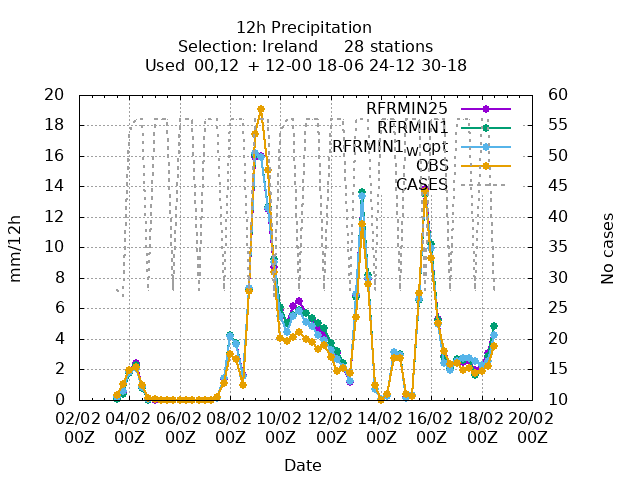 12h Precipitation
Selection: Ireland 28 stations
Used 00,12 + 12-00 18-06 24-12 30-18
20 60
18 RFRMIN25 55
RFRMIN1
16 RFRMIN1_W_cpt 50
OBS
14 CASES 45
12 40
mm/12h 10 35 No cases
8 30
6 25
4 20
2 15
0 10
02/02 04/02 06/02 08/02 10/02 12/02 14/02 16/02 18/02 20/02
00Z 00Z 00Z 00Z 00Z 00Z 00Z 00Z 00Z 00Z
Date